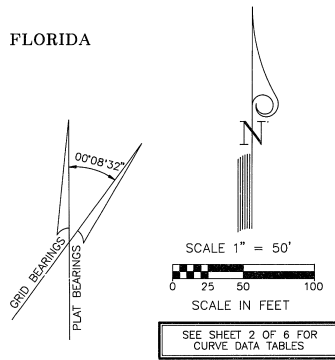 FLORIDA
00°08'32"
GRID BEARINGS
PLAT BEARINGS
N
SCALE 1" = 50'
0 25 50 100
SCALE IN FEET
SEE SHEET 2 OF 6 FOR
CURVE DATA TABLES